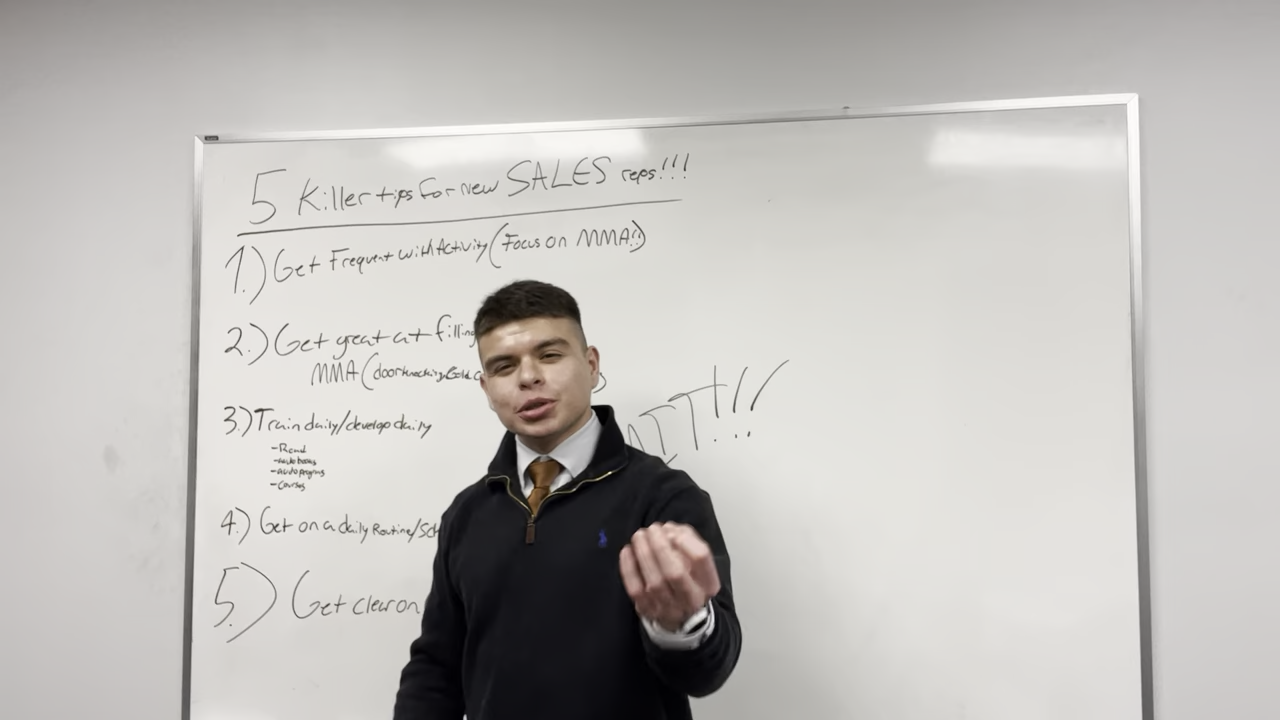 5 Killer tips For new SALES reps!!!
1.) Get Frequent with Activity (Focus on MMA!!)
2.) Get great at filling
MMA (doorknocking, Cold
3.) Train daily/develop daily
- Read
- Audio books
- Audio programs
- Courses
4.) Get on a daily Routine/Sch
5.) Get clear on